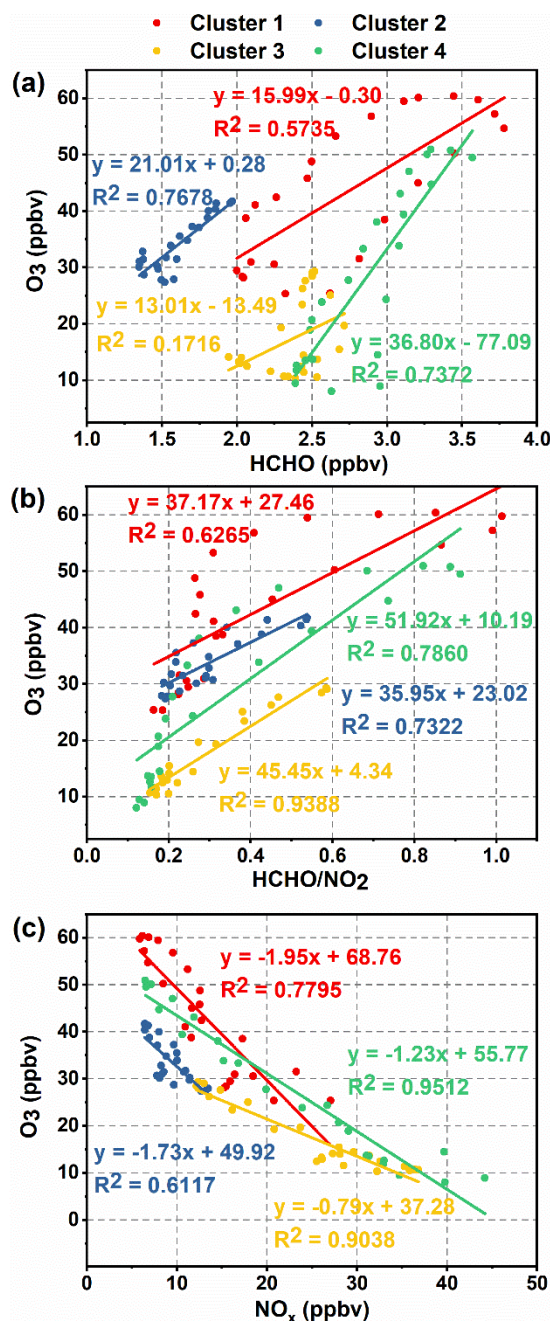 Cluster 1 Cluster 2
Cluster 3 Cluster 4
(a)
60
50
40
30
20
10
O3 (ppbv)
y = 15.99x - 0.30
R2 = 0.5735
y = 21.01x + 0.28
R2 = 0.7678
y = 13.01x - 13.49
R2 = 0.1716
y = 36.80x - 77.09
R2 = 0.7372
1.0 1.5 2.0 2.5 3.0 3.5 4.0
HCHO (ppbv)
(b)
60
50
40
30
20
10
0
O3 (ppbv)
y = 37.17x + 27.46
R2 = 0.6265
y = 51.92x + 10.19
R2 = 0.7860
y = 35.95x + 23.02
R2 = 0.7322
y = 45.45x + 4.34
R2 = 0.9388
0.0 0.2 0.4 0.6 0.8 1.0
HCHO/NO2
(c)
60
50
40
30
20
10
0
O3 (ppbv)
y = -1.95x + 68.76
R2 = 0.7795
y = -1.23x + 55.77
R2 = 0.9512
y = -1.73x + 49.92
R2 = 0.6117
y = -0.79x + 37.28
R2 = 0.9038
0 10 20 30 40 50
NOx (ppbv)